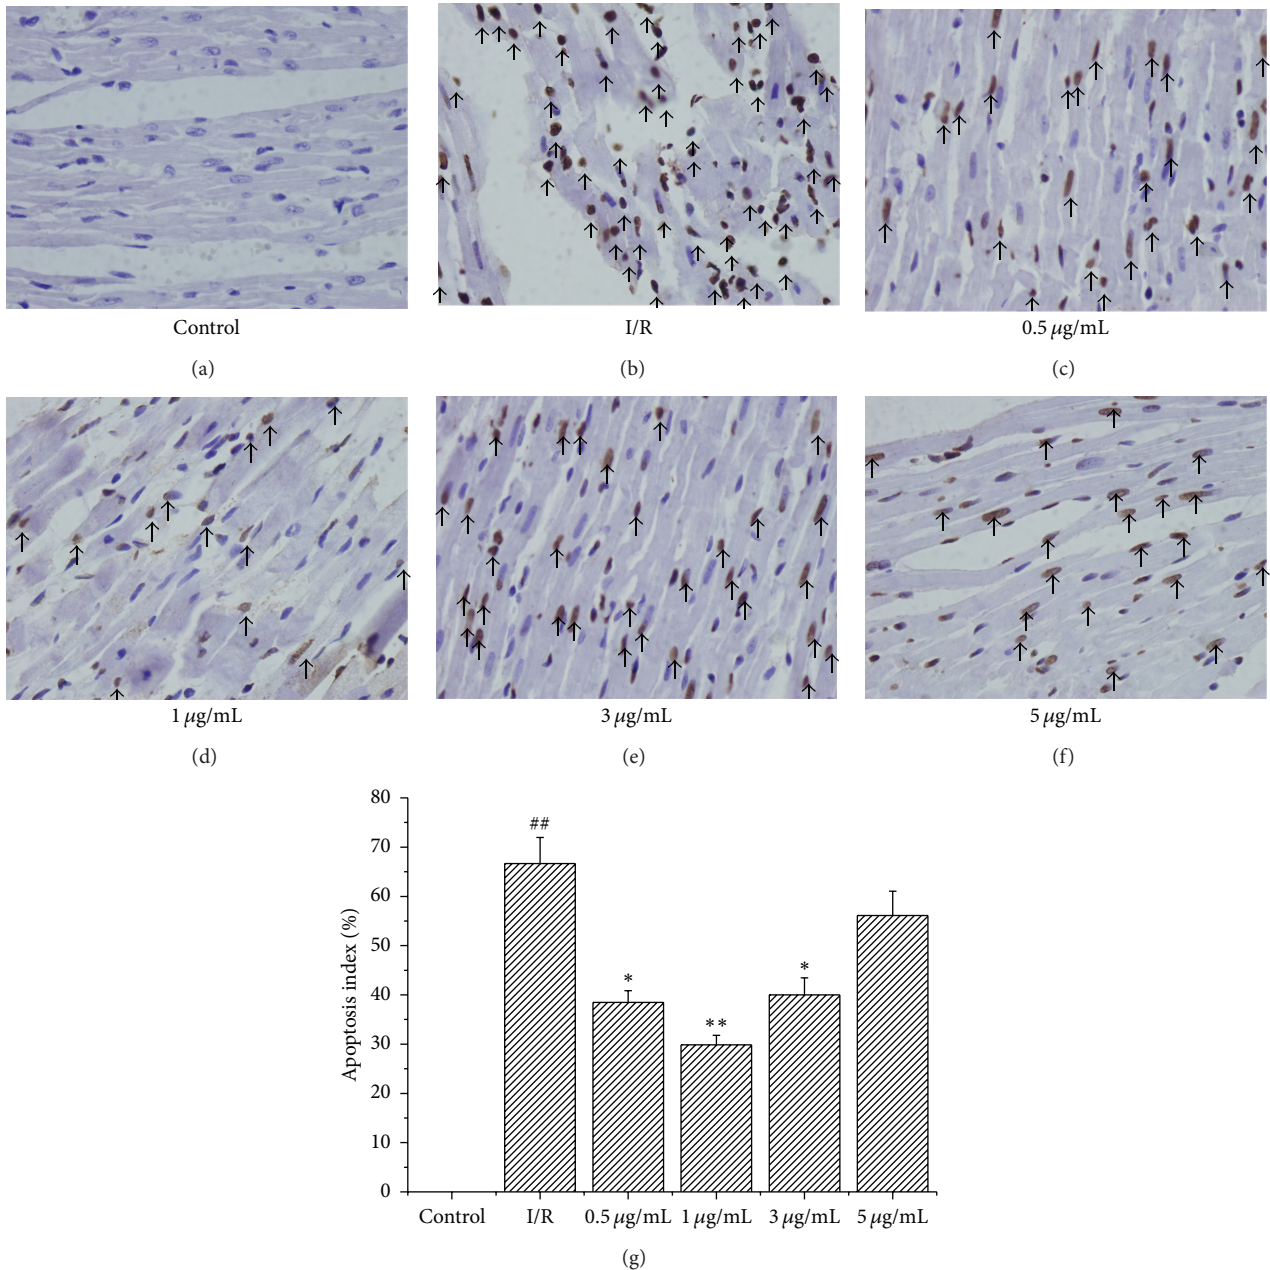 Control
I/R
0.5 μg/mL
(a)
(b)
(c)
1 μg/mL
3 μg/mL
5 μg/mL
(d)
(e)
(f)
80
70
60
50
40
30
20
10
0
Apoptosis index (%)
##
*
**
*
Control
I/R
0.5 μg/mL
1 μg/mL
3 μg/mL
5 μg/mL
(g)